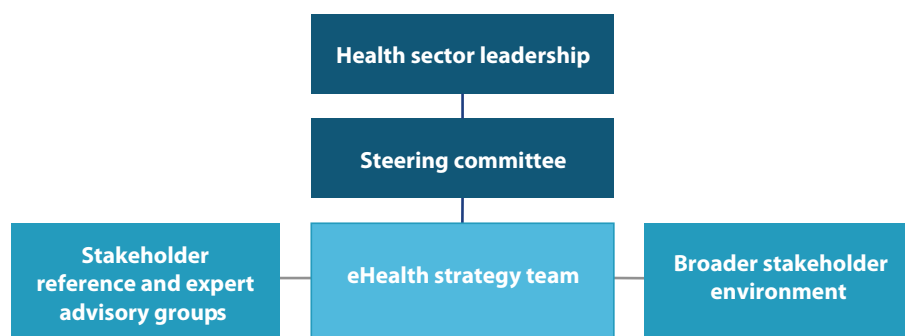 Health sector leadership
Steering committee
Stakeholder
reference and expert
advisory groups
eHealth strategy team
Broader stakeholder
environment